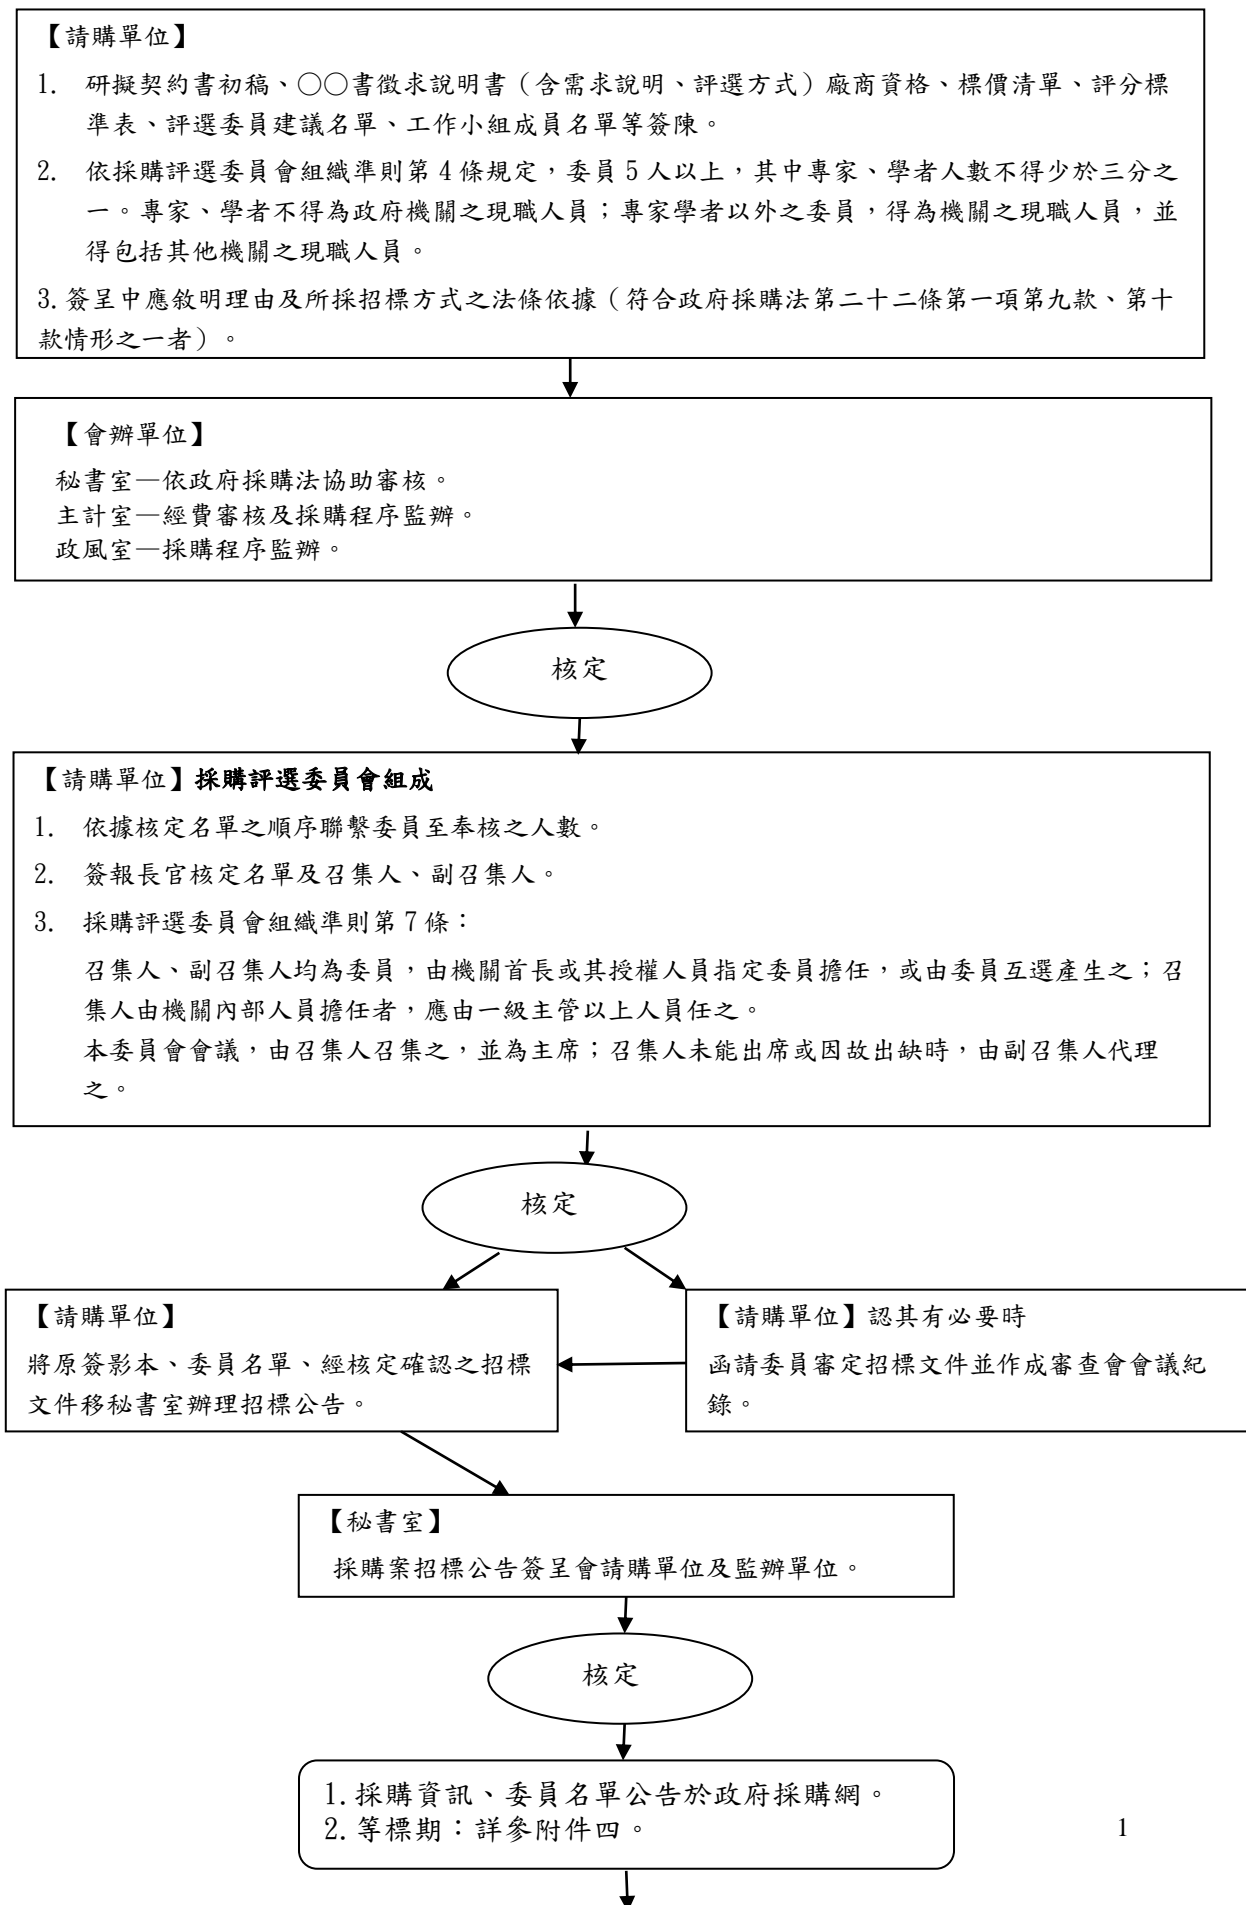 【請購單位】
1. 研擬契約書初稿、○○書徵求說明書（含需求說明、評選方式）廠商資格、標價清單、評分標
準表、評選委員建議名單、工作小組成員名單等簽陳。
2. 依採購評選委員會組織準則第 4 條規定，委員 5 人以上，其中專家、學者人數不得少於三分之
一。專家、學者不得為政府機關之現職人員；專家學者以外之委員，得為機關之現職人員，並
得包括其他機關之現職人員。
3.簽呈中應敘明理由及所採招標方式之法條依據（符合政府採購法第二十二條第一項第九款、第十
款情形之一者）。
【會辦單位】
秘書室—依政府採購法協助審核。
主計室—經費審核及採購程序監辦。
政風室—採購程序監辦。
核定
【請購單位】採購評選委員會組成
1. 依據核定名單之順序聯繫委員至奉核之人數。
2. 簽報長官核定名單及召集人、副召集人。
3. 採購評選委員會組織準則第 7 條：
召集人、副召集人均為委員，由機關首長或其授權人員指定委員擔任，或由委員互選產生之；召
集人由機關內部人員擔任者，應由一級主管以上人員任之。
本委員會會議，由召集人召集之，並為主席；召集人未能出席或因故出缺時，由副召集人代理
之。
核定
【請購單位】
將原簽影本、委員名單、經核定確認之招標
文件移秘書室辦理招標公告。
【請購單位】認其有必要時
函請委員審定招標文件並作成審查會會議紀
錄。
【秘書室】
採購案招標公告簽呈會請購單位及監辦單位。
核定
1.採購資訊、委員名單公告於政府採購網。
2.等標期：詳參附件四。
1